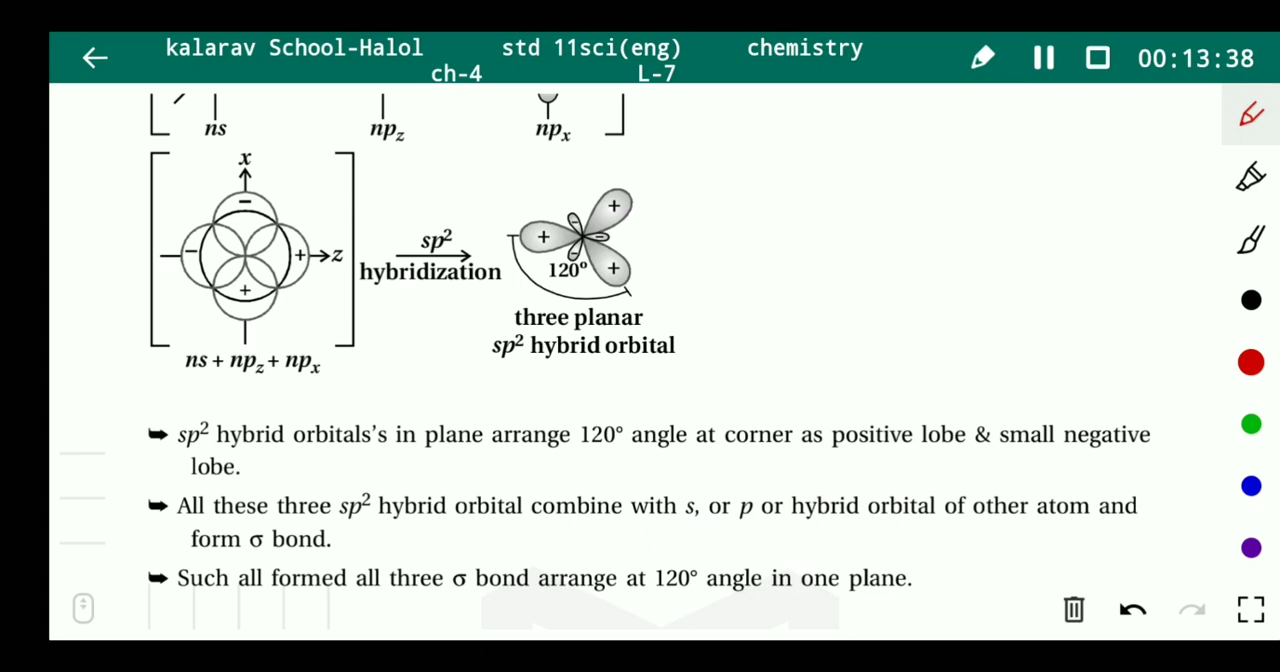 kalarav School-Halol std 11sci(eng) chemistry
ch-4 L-7
00:13:38
ns npz npx
x
−
− + z
+
ns + npz + npx
sp²
hybridization
+
+ −
−
−
120° +
three planar
sp² hybrid orbital
➥ sp² hybrid orbitals's in plane arrange 120° angle at corner as positive lobe & small negative
lobe.
➥ All these three sp² hybrid orbital combine with s, or p or hybrid orbital of other atom and
form σ bond.
➥ Such all formed all three σ bond arrange at 120° angle in one plane.